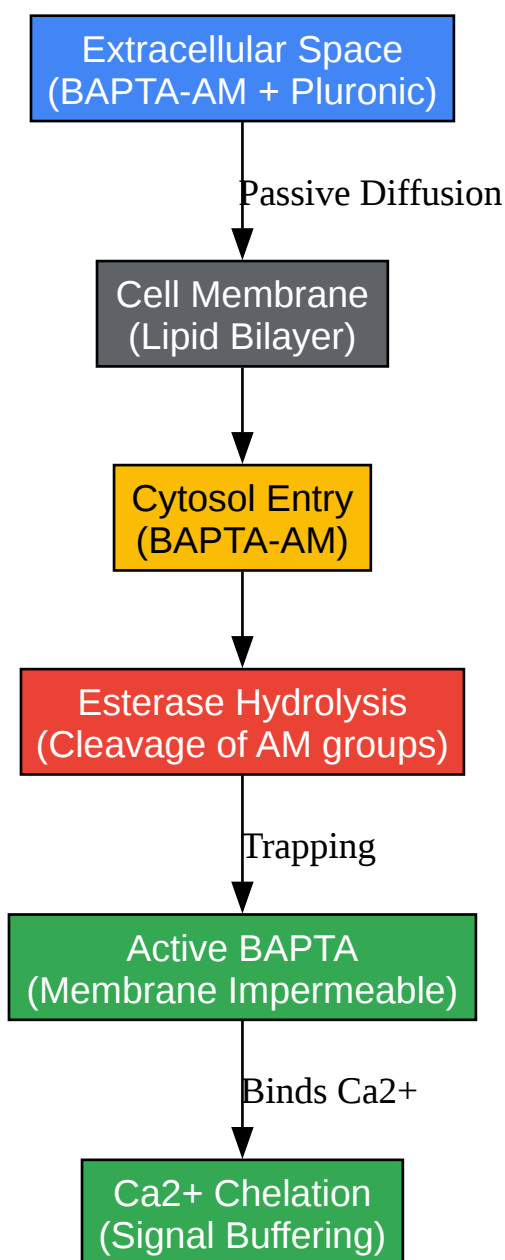 Extracellular Space
(BAPTA-AM + Pluronic)
Passive Diffusion
Cell Membrane
(Lipid Bilayer)
Cytosol Entry
(BAPTA-AM)
Esterase Hydrolysis
(Cleavage of AM groups)
Trapping
Active BAPTA
(Membrane Impermeable)
Binds Ca2+
Ca2+ Chelation
(Signal Buffering)